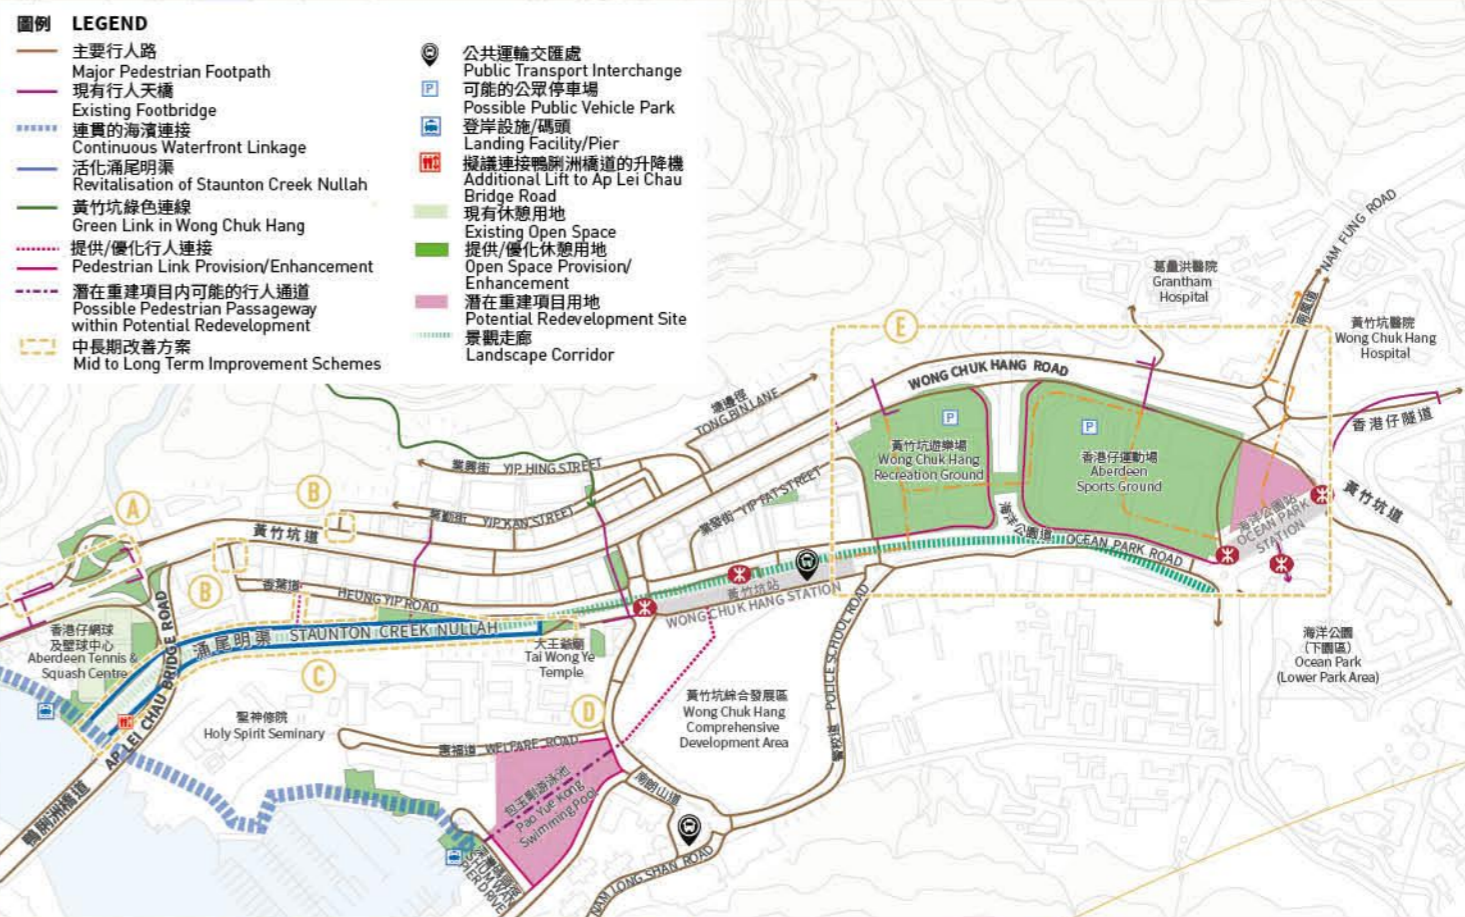 圖例 LEGEND
主要行人路
Major Pedestrian Footpath
現有行人天橋
Existing Footbridge
連貫的海濱連接
Continuous Waterfront Linkage
活化涌尾明渠
Revitalisation of Staunton Creek Nullah
黃竹坑綠色連線
Green Link in Wong Chuk Hang
提供/優化行人連接
Pedestrian Link Provision/Enhancement
潛在重建項目内可能的行人通道
Possible Pedestrian Passageway
within Potential Redevelopment
中長期改善方案
Mid to Long Term Improvement Schemes
公共運輸交匯處
Public Transport Interchange
P
可能的公眾停車場
Possible Public Vehicle Park
登岸設施/碼頭
Landing Facility/Pier
擬議連接鴨脷洲橋道的升降機
Additional Lift to Ap Lei Chau
Bridge Road
現有休憩用地
Existing Open Space
提供/優化休憩用地
Open Space Provision/
Enhancement
潛在重建項目用地
Potential Redevelopment Site
景觀走廊
Landscape Corridor
南風道 NAM FUNG ROAD
葛量洪醫院
Grantham
Hospital
黃竹坑醫院
Wong Chuk Hang
Hospital
E
WONG CHUK HANG ROAD
塘邊徑
TONG BIN LANE
香港仔隧道
P
黃竹坑遊樂場
Wong Chuk Hang
Recreation Ground
P
香港仔運動場
Aberdeen
Sports Ground
業興街 YIP HING STREET
業勤街 YIP KAN STREET
業發街 YIP FAT STREET
黃竹坑道
海洋公園站
OCEAN PARK
STATION
海洋公園道 OCEAN PARK ROAD
A
B
黃竹坑道
B
香葉道
HEUNG YIP ROAD
黃竹坑站
WONG CHUK HANG STATION
香港仔網球
及壁球中心
Aberdeen Tennis &
Squash Centre
涌尾明渠 STAUNTON CREEK NULLAH
大王爺廟
Tai Wong Ye
Temple
C
海洋公園
（下園區）
Ocean Park
(Lower Park Area)
聖神修院
Holy Spirit Seminary
D
惠福道 WELFARE ROAD
黃竹坑綜合發展區
Wong Chuk Hang
Comprehensive
Development Area
警校道 POLICE SCHOOL ROAD
鴨脷洲橋道 AP LEI CHAU BRIDGE ROAD
包玉剛游泳池
Pao Yue Kong
Swimming Pool
南朗山道
NAM LONG SHAN ROAD
深灣碼頭徑
SHUM WAN
PIER DRIVE